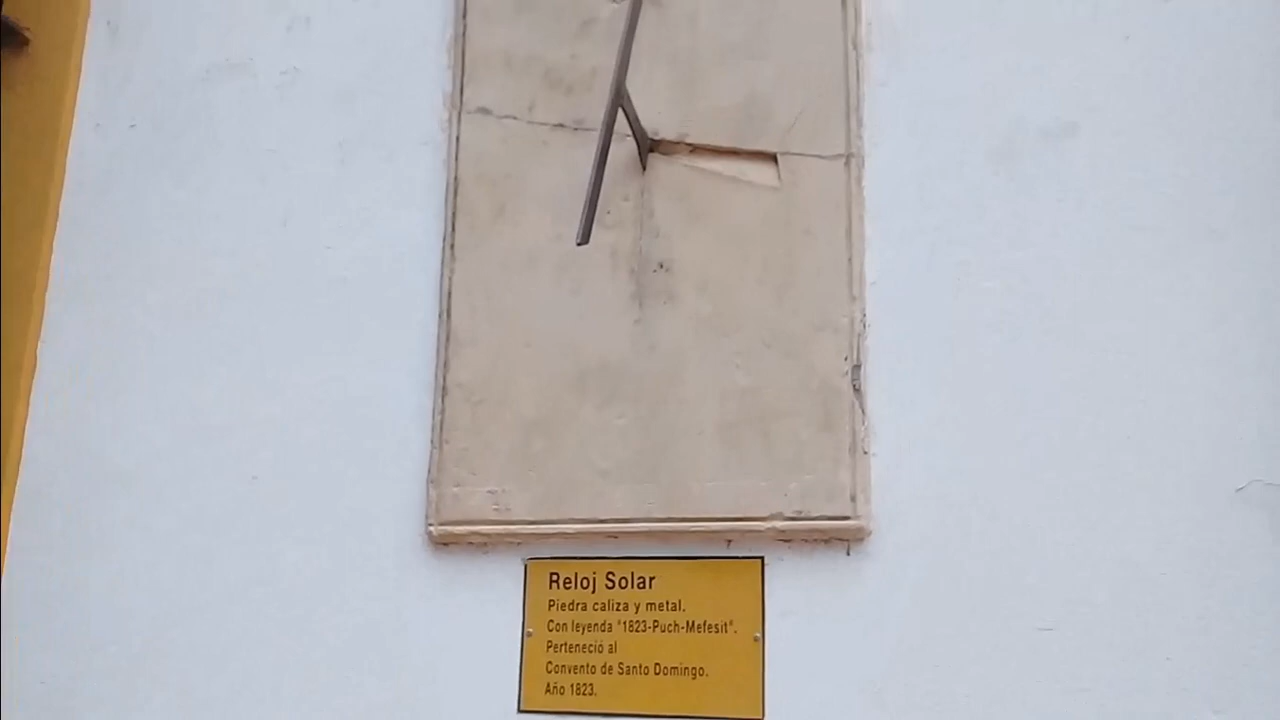 Reloj Solar
Piedra caliza y metal.
Con leyenda "1823-Puch-Mefesit".
Perteneció al
Convento de Santo Domingo.
Año 1823.